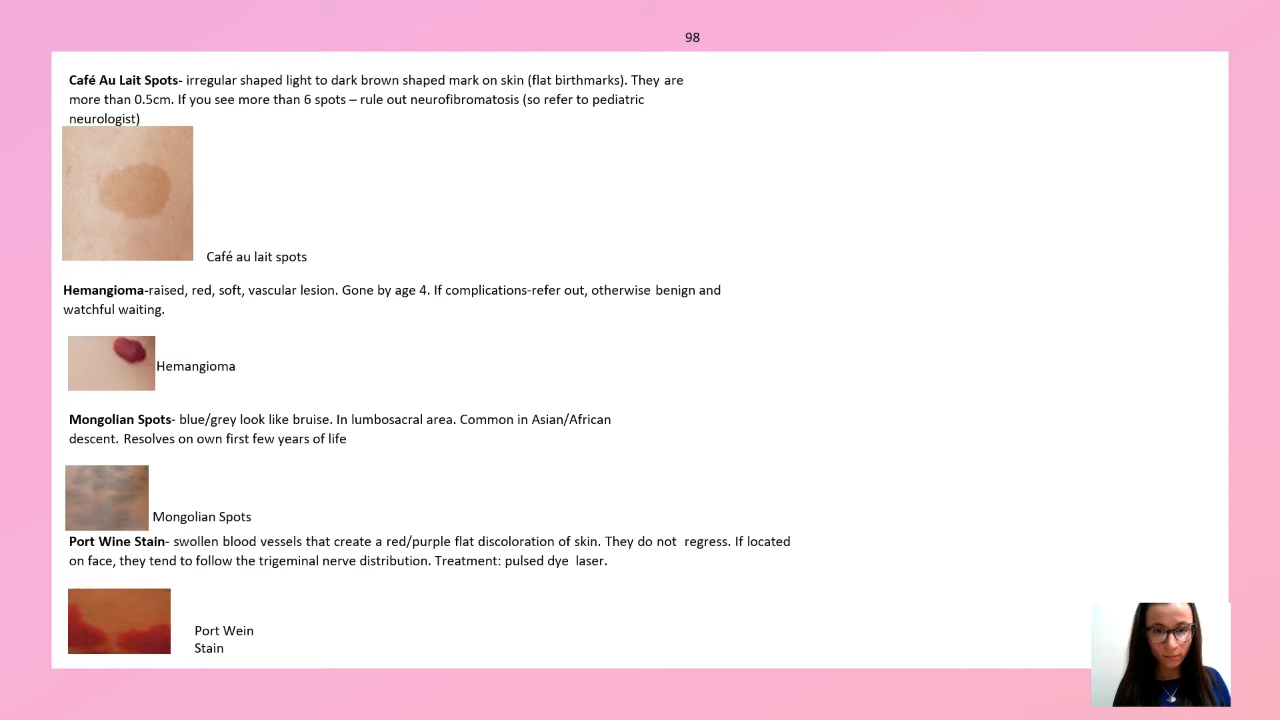 98
Café Au Lait Spots- irregular shaped light to dark brown shaped mark on skin (flat birthmarks). They are
more than 0.5cm. If you see more than 6 spots – rule out neurofibromatosis (so refer to pediatric
neurologist)
Café au lait spots
Hemangioma-raised, red, soft, vascular lesion. Gone by age 4. If complications-refer out, otherwise benign and
watchful waiting.
Hemangioma
Mongolian Spots- blue/grey look like bruise. In lumbosacral area. Common in Asian/African
descent. Resolves on own first few years of life
Mongolian Spots
Port Wine Stain- swollen blood vessels that create a red/purple flat discoloration of skin. They do not regress. If located
on face, they tend to follow the trigeminal nerve distribution. Treatment: pulsed dye laser.
Port Wein
Stain